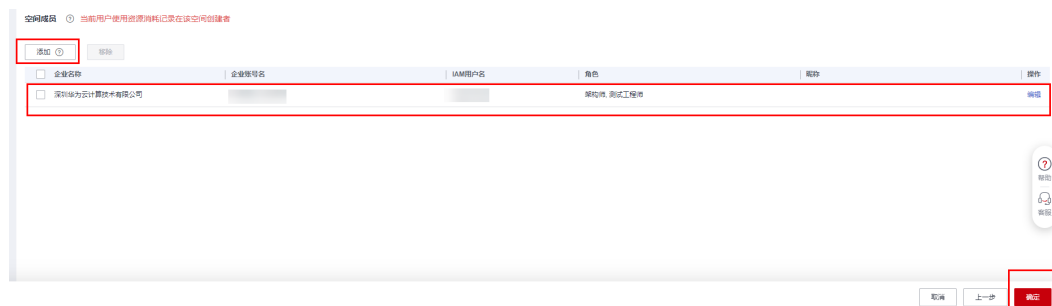 空间成员 ? 当前用户使用资源消耗记录在该空间创建者
添加 ? 移除
企业名称 企业账号名 IAM用户名 角色 昵称 操作
深圳华为云计算技术有限公司 架构师, 测试工程师 编辑
?
帮助
客服
取消 上一步 确定